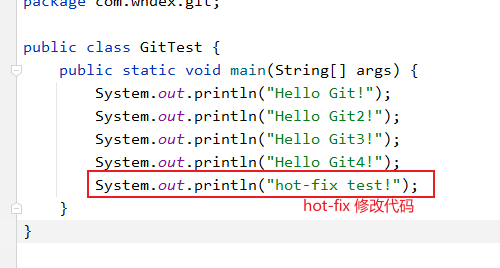 package com.whdex.git;
public class GitTest {
public static void main(String[] args) {
System.out.println("Hello Git!");
System.out.println("Hello Git2!");
System.out.println("Hello Git3!");
System.out.println("Hello Git4!");
System.out.println("hot-fix test!");
hot-fix 修改代码
}
}